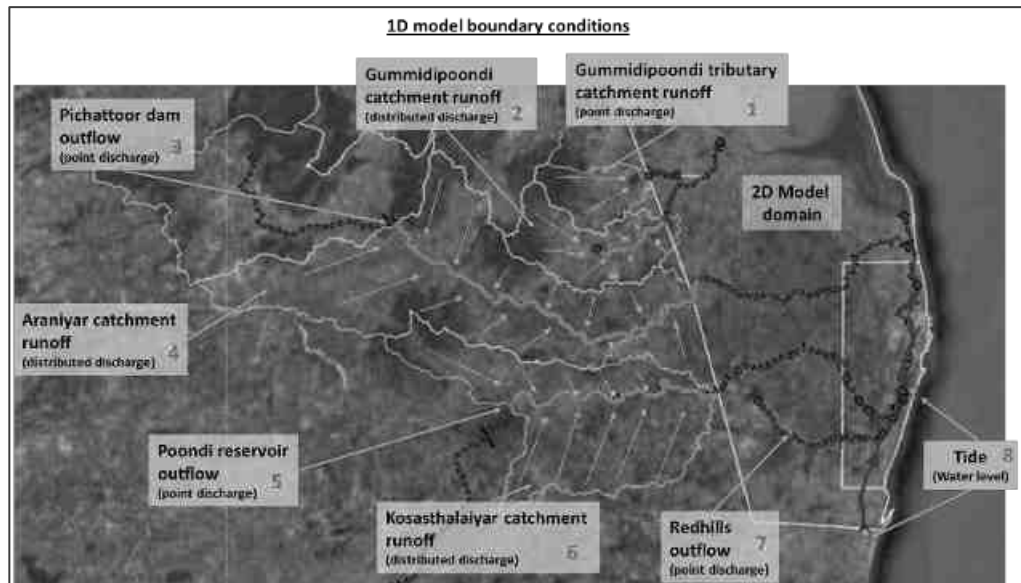 1D model boundary conditions
Gummidipoondi
catchment runoff
(distributed discharge) 2
Gummidipoondi tributary
catchment runoff
(point discharge) 1
Pichattoor dam
outflow 3
(point discharge)
2D Model
domain
Araniyar catchment
runoff
(distributed discharge) 4
Poondi reservoir
outflow 5
(point discharge)
Kosasthalaiyar catchment
runoff
(distributed discharge) 6
Redhills
outflow 7
(point discharge)
Tide 8
(Water level)